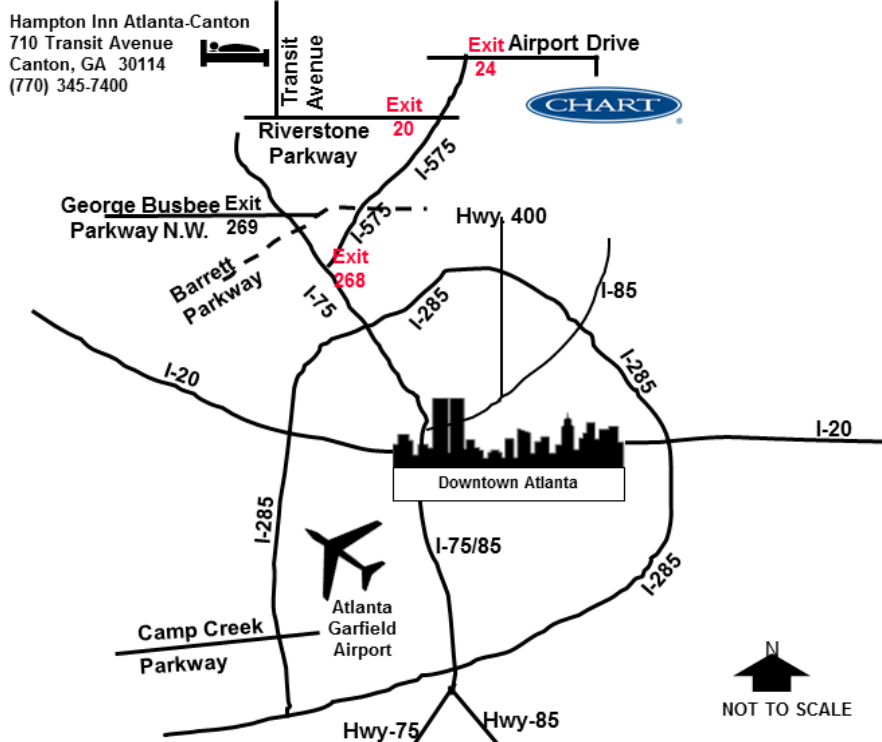 Hampton Inn Atlanta-Canton
710 Transit Avenue
Canton, GA  30114
(770) 345-7400
Transit
Avenue
Exit
24
Airport Drive
CHART
®
Exit
20
Riverstone
Parkway
I-575
George Busbee
Parkway N.W.
Exit
269
I-575
Hwy. 400
Exit
268
Barrett
Parkway
I-75
I-285
I-85
I-20
I-285
I-20
Downtown Atlanta
I-285
I-75/85
I-285
Atlanta
Garfield
Airport
Camp Creek
Parkway
N
NOT TO SCALE
Hwy-75
Hwy-85